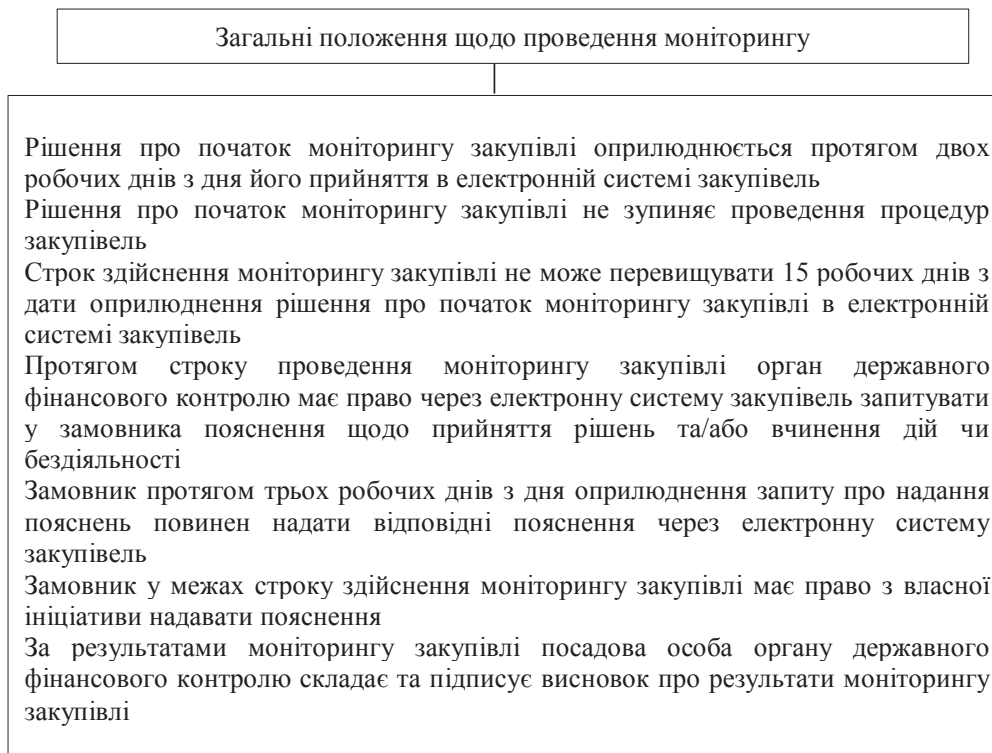 Загальні положення щодо проведення моніторингу
Рішення про початок моніторингу закупівлі оприлюднюється протягом двох
робочих днів з дня його прийняття в електронній системі закупівель
Рішення про початок моніторингу закупівлі не зупиняє проведення процедур
закупівель
Строк здійснення моніторингу закупівлі не може перевищувати 15 робочих днів з
дати оприлюднення рішення про початок моніторингу закупівлі в електронній
системі закупівель
Протягом строку проведення моніторингу закупівлі орган державного
фінансового контролю має право через електронну систему закупівель запитувати
у замовника пояснення щодо прийняття рішень та/або вчинення дій чи
бездіяльності
Замовник протягом трьох робочих днів з дня оприлюднення запиту про надання
пояснень повинен надати відповідні пояснення через електронну систему
закупівель
Замовник у межах строку здійснення моніторингу закупівлі має право з власної
ініціативи надавати пояснення
За результатами моніторингу закупівлі посадова особа органу державного
фінансового контролю складає та підписує висновок про результати моніторингу
закупівлі